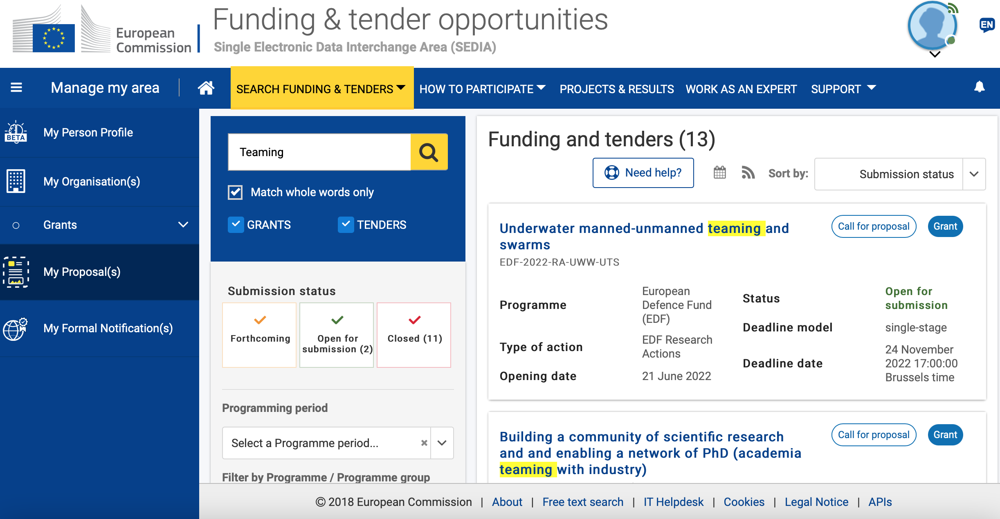 European
Commission
Funding & tender opportunities
Single Electronic Data Interchange Area (SEDIA)
EN
Manage my area
SEARCH FUNDING & TENDERS
HOW TO PARTICIPATE
PROJECTS & RESULTS
WORK AS AN EXPERT
SUPPORT
BETA
My Person Profile
My Organisation(s)
Grants
My Proposal(s)
My Formal Notification(s)
Teaming
Match whole words only
GRANTS
TENDERS
Submission status
Forthcoming
Open for
submission (2)
Closed (11)
Programming period
Select a Programme period...
Filter by Programme / Programme group
Funding and tenders (13)
Need help?
Sort by:
Submission status
Underwater manned-unmanned teaming and
swarms
Call for proposal
Grant
EDF-2022-RA-UWW-UTS
Programme
European
Defence Fund
(EDF)
Type of action
EDF Research
Actions
Opening date
21 June 2022
Status
Open for
submission
Deadline model
single-stage
Deadline date
24 November
2022 17:00:00
Brussels time
Building a community of scientific research
and and enabling a network of PhD (academia
teaming with industry)
Call for proposal
Grant
© 2018 European Commission | About | Free text search | IT Helpdesk | Cookies | Legal Notice | APIs